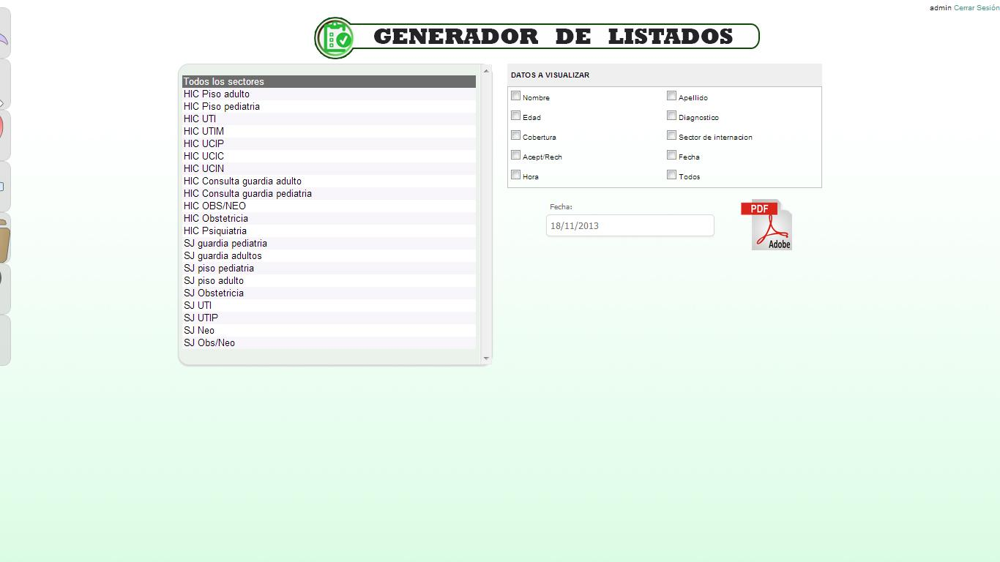 admin Cerrar Sesión
GENERADOR DE LISTADOS
Todos los sectores
HIC Piso adulto
HIC Piso pediatria
HIC UTI
HIC UTIM
HIC UCIP
HIC UCIC
HIC UCIN
HIC Consulta guardia adulto
HIC Consulta guardia pediatria
HIC OBS/NEO
HIC Obstetricia
HIC Psiquiatria
SJ guardia pediatria
SJ guardia adultos
SJ piso pediatria
SJ piso adulto
SJ Obstetricia
SJ UTI
SJ UTIP
SJ Neo
SJ Obs/Neo
DATOS A VISUALIZAR
Nombre Apellido
Edad Diagnostico
Cobertura Sector de internacion
Acept/Rech Fecha
Hora Todos
Fecha:
18/11/2013
PDF
Adobe